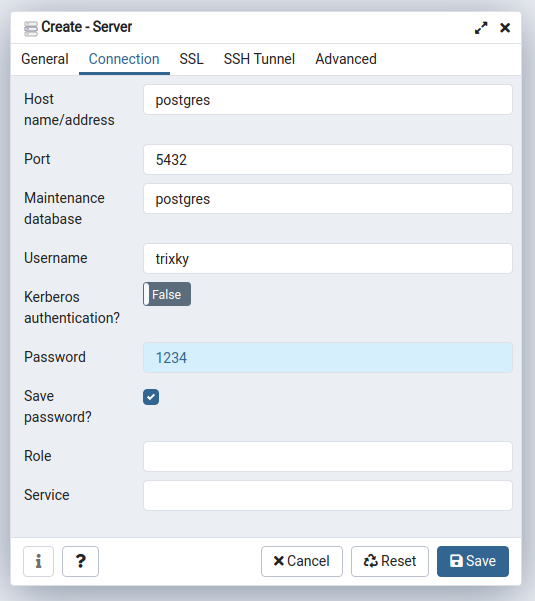 Create - Server
General Connection SSL SSH Tunnel Advanced
Host name/address postgres
Port 5432
Maintenance database postgres
Username trixky
Kerberos authentication? False
Password 1234
Save password?
Role
Service
i ? Cancel Reset Save